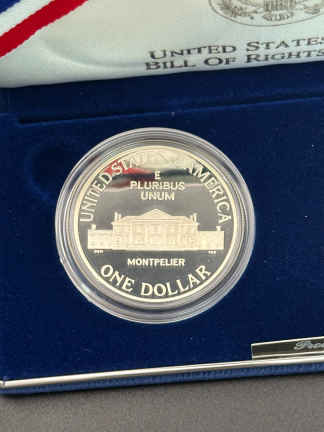 UNITED STATES
BILL OF RIGHTS
UNITED STATES OF AMERICA
E
PLURIBUS
UNUM
MONTPELIER
ONE DOLLAR